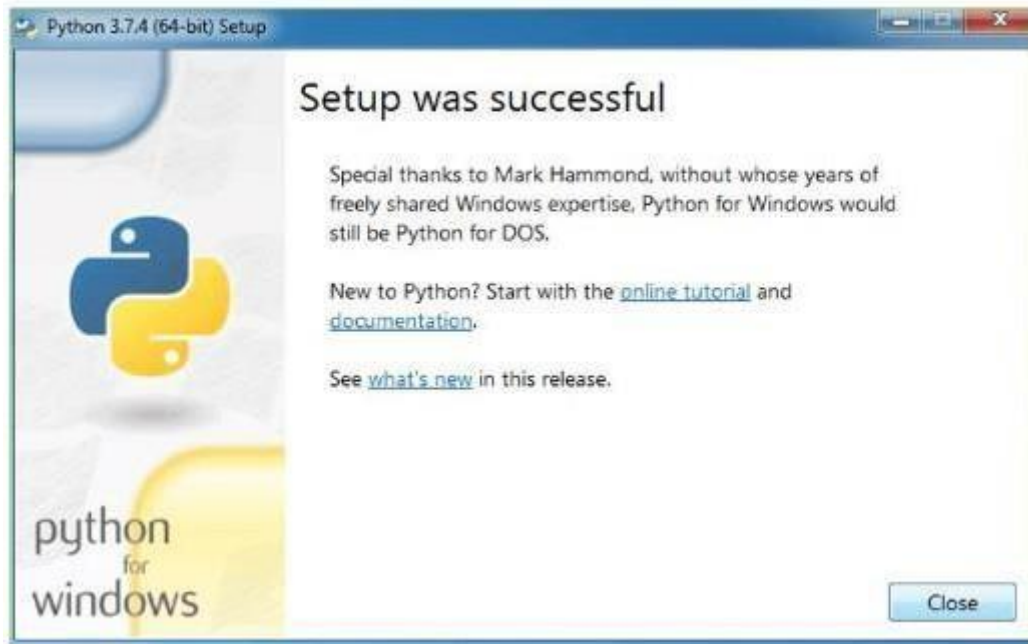 Python 3.7.4 (64-bit) Setup
Setup was successful
Special thanks to Mark Hammond, without whose years of
freely shared Windows expertise, Python for Windows would
still be Python for DOS.
New to Python? Start with the online tutorial and
documentation.
See what's new in this release.
python
for
windows
Close